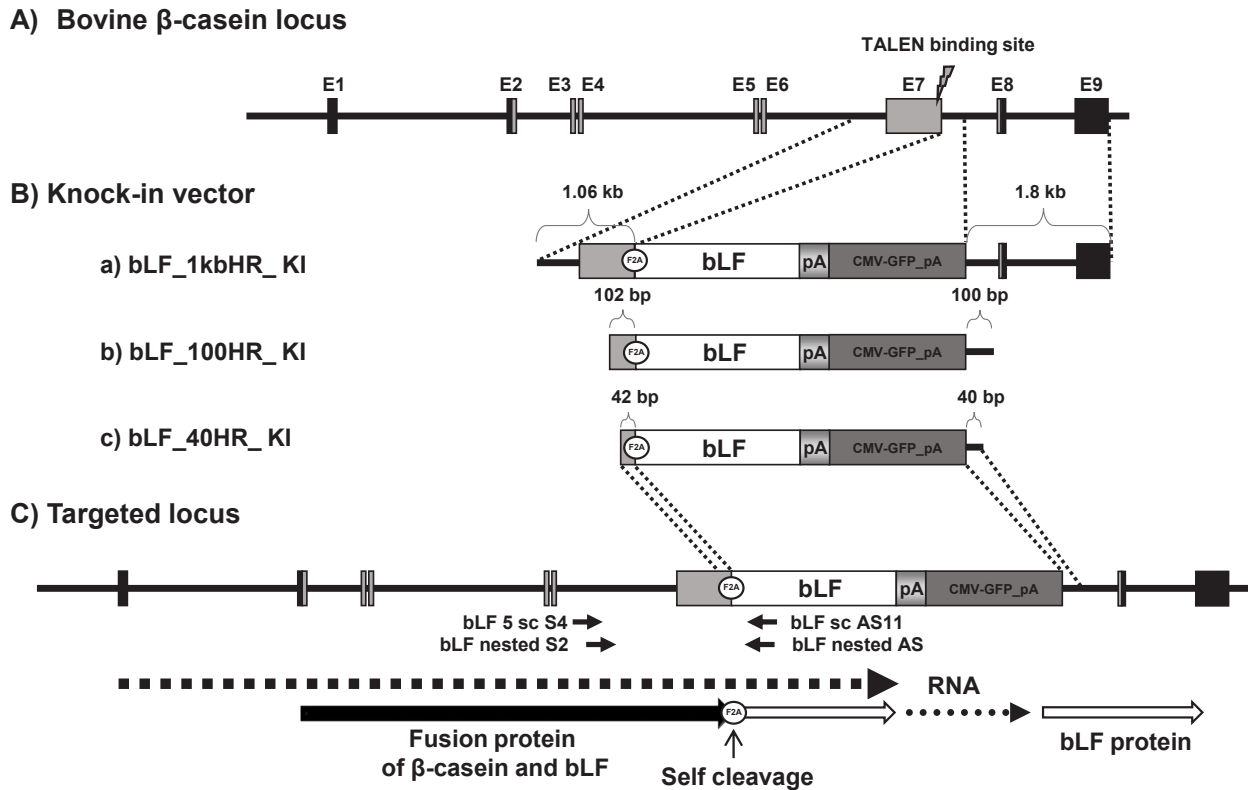 A) Bovine β-casein locus
TALEN binding site
E1 E2 E3 E4 E5 E6 E7 E8 E9
B) Knock-in vector
1.06 kb 1.8 kb
a) bLF_1kbHR_ KI F2A bLF pA CMV-GFP_pA
102 bp 100 bp
b) bLF_100HR_ KI F2A bLF pA CMV-GFP_pA
42 bp 40 bp
c) bLF_40HR_ KI F2A bLF pA CMV-GFP_pA
C) Targeted locus
F2A bLF pA CMV-GFP_pA
bLF 5 sc S4 bLF sc AS11
bLF nested S2 bLF nested AS
RNA
F2A
Fusion protein bLF protein
of β-casein and bLF
Self cleavage